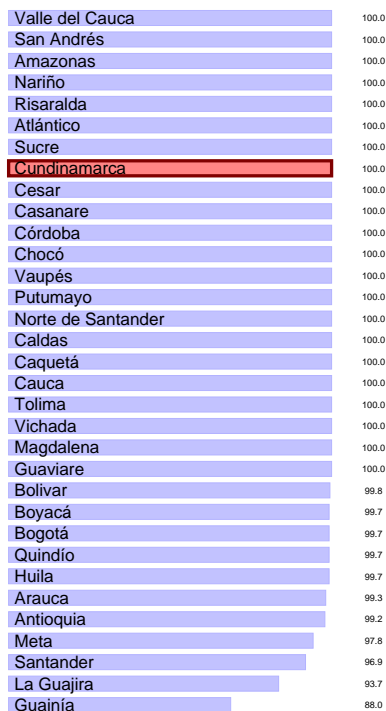 Valle del Cauca 100.0
San Andrés 100.0
Amazonas 100.0
Nariño 100.0
Risaralda 100.0
Atlántico 100.0
Sucre 100.0
Cundinamarca 100.0
Cesar 100.0
Casanare 100.0
Córdoba 100.0
Chocó 100.0
Vaupés 100.0
Putumayo 100.0
Norte de Santander 100.0
Caldas 100.0
Caquetá 100.0
Cauca 100.0
Tolima 100.0
Vichada 100.0
Magdalena 100.0
Guaviare 100.0
Bolivar 99.8
Boyacá 99.7
Bogotá 99.7
Quindío 99.7
Huila 99.7
Arauca 99.3
Antioquia 99.2
Meta 97.8
Santander 96.9
La Guajira 93.7
Guainía 88.0